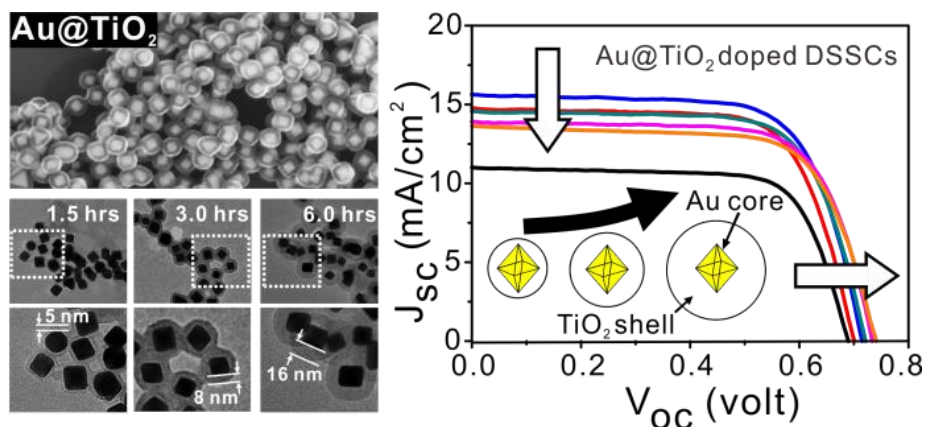 Au@TiO₂
1.5 hrs
3.0 hrs
6.0 hrs
5 nm
8 nm
16 nm
Au@TiO₂ doped DSSCs
Au core
TiO₂ shell
J_SC (mA/cm²)
20
15
10
5
0
0.0 0.2 0.4 0.6 0.8
V_OC (volt)